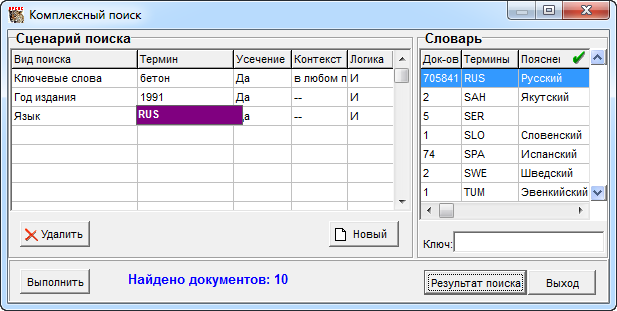 Комплексный поиск
Сценарий поиска
Вид поиска Термин Усечение Контекст Логика
Ключевые слова бетон Да в любом п И
Год издания 1991 Да -- И
Язык RUS Да -- И
Удалить Новый
Словарь
Док-ов Термины Пояснен
705841 RUS Русский
2 SAH Якутский
5 SER
1 SLO Словенский
74 SPA Испанский
2 SWE Шведский
1 TUM Эвенкийский
Ключ:
Выполнить Найдено документов: 10 Результат поиска Выход